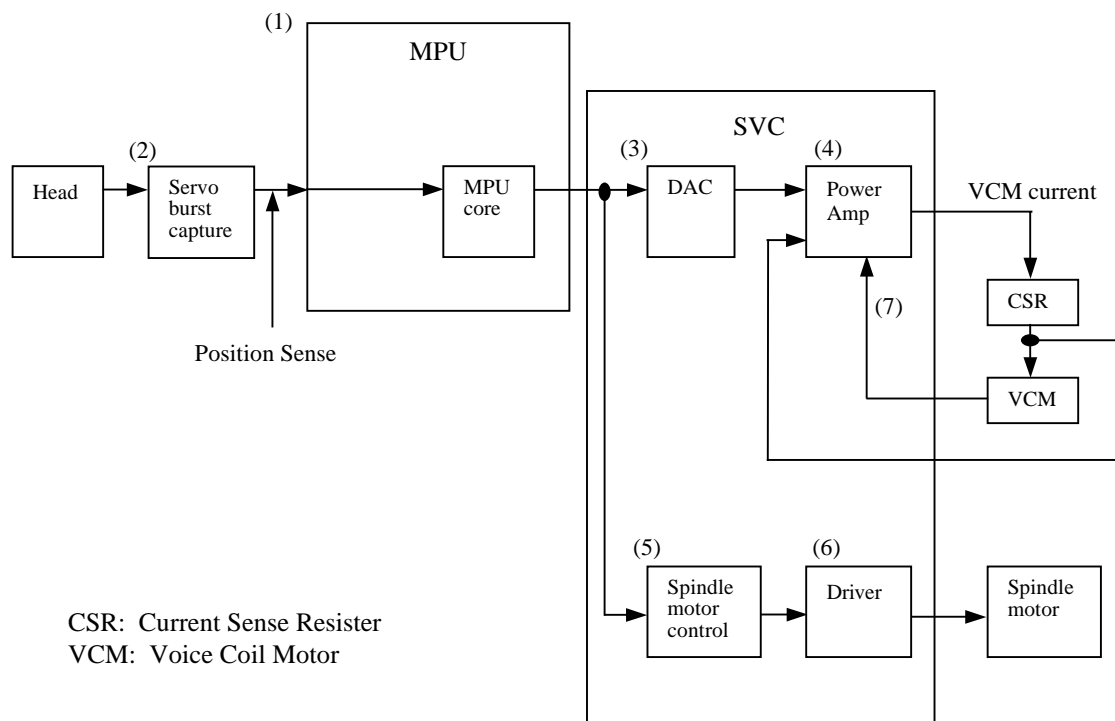 (1)
MPU
SVC
(2)
(3)
(4)
Head
Servo
burst
capture
MPU
core
DAC
Power
Amp
VCM current
(7)
CSR
Position Sense
VCM
(5)
(6)
Spindle
motor
control
Driver
Spindle
motor
CSR: Current Sense Resister
VCM: Voice Coil Motor